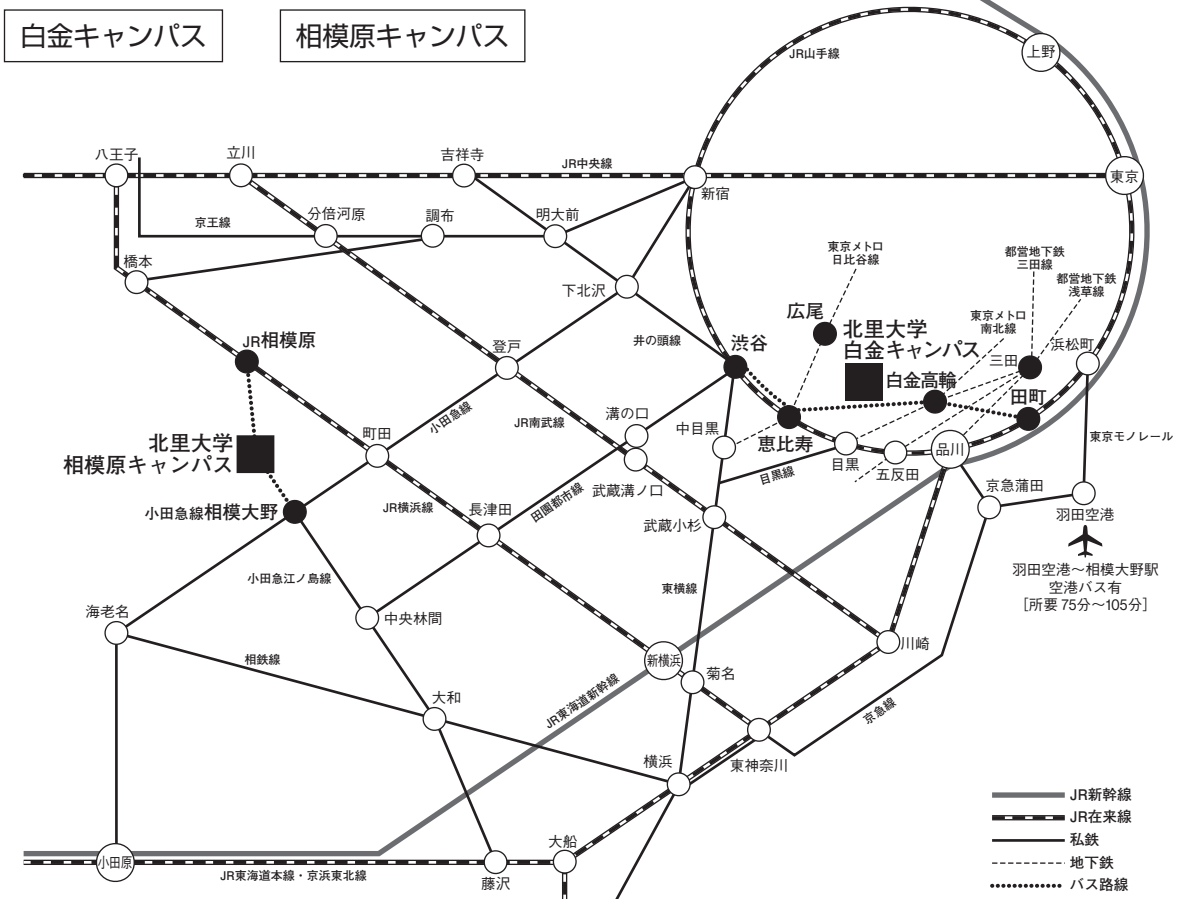 白金キャンパス
相模原キャンパス
JR山手線
上野
八王子
立川
吉祥寺
JR中央線
新宿
東京
京王線
分倍河原
調布
明大前
橋本
下北沢
東京メトロ
日比谷線
都営地下鉄
三田線
都営地下鉄
浅草線
東京メトロ
南北線
広尾
北里大学
白金キャンパス
浜松町
三田
白金高輪
田町
JR相模原
登戸
井の頭線
渋谷
恵比寿
目黒
五反田
品川
東京モノレール
北里大学
相模原キャンパス
町田
小田急線
JR南武線
溝の口
中目黒
目黒線
武蔵溝ノ口
京急蒲田
羽田空港
小田急線相模大野
JR横浜線
長津田
田園都市線
武蔵小杉
羽田空港~相模大野駅
空港バス有
[所要 75分~105分]
小田急江ノ島線
東横線
海老名
中央林間
川崎
相鉄線
新横浜
菊名
大和
JR東海道新幹線
京急線
横浜
東神奈川
小田原
JR東海道本線・京浜東北線
藤沢
大船
JR新幹線
JR在来線
私鉄
地下鉄
バス路線